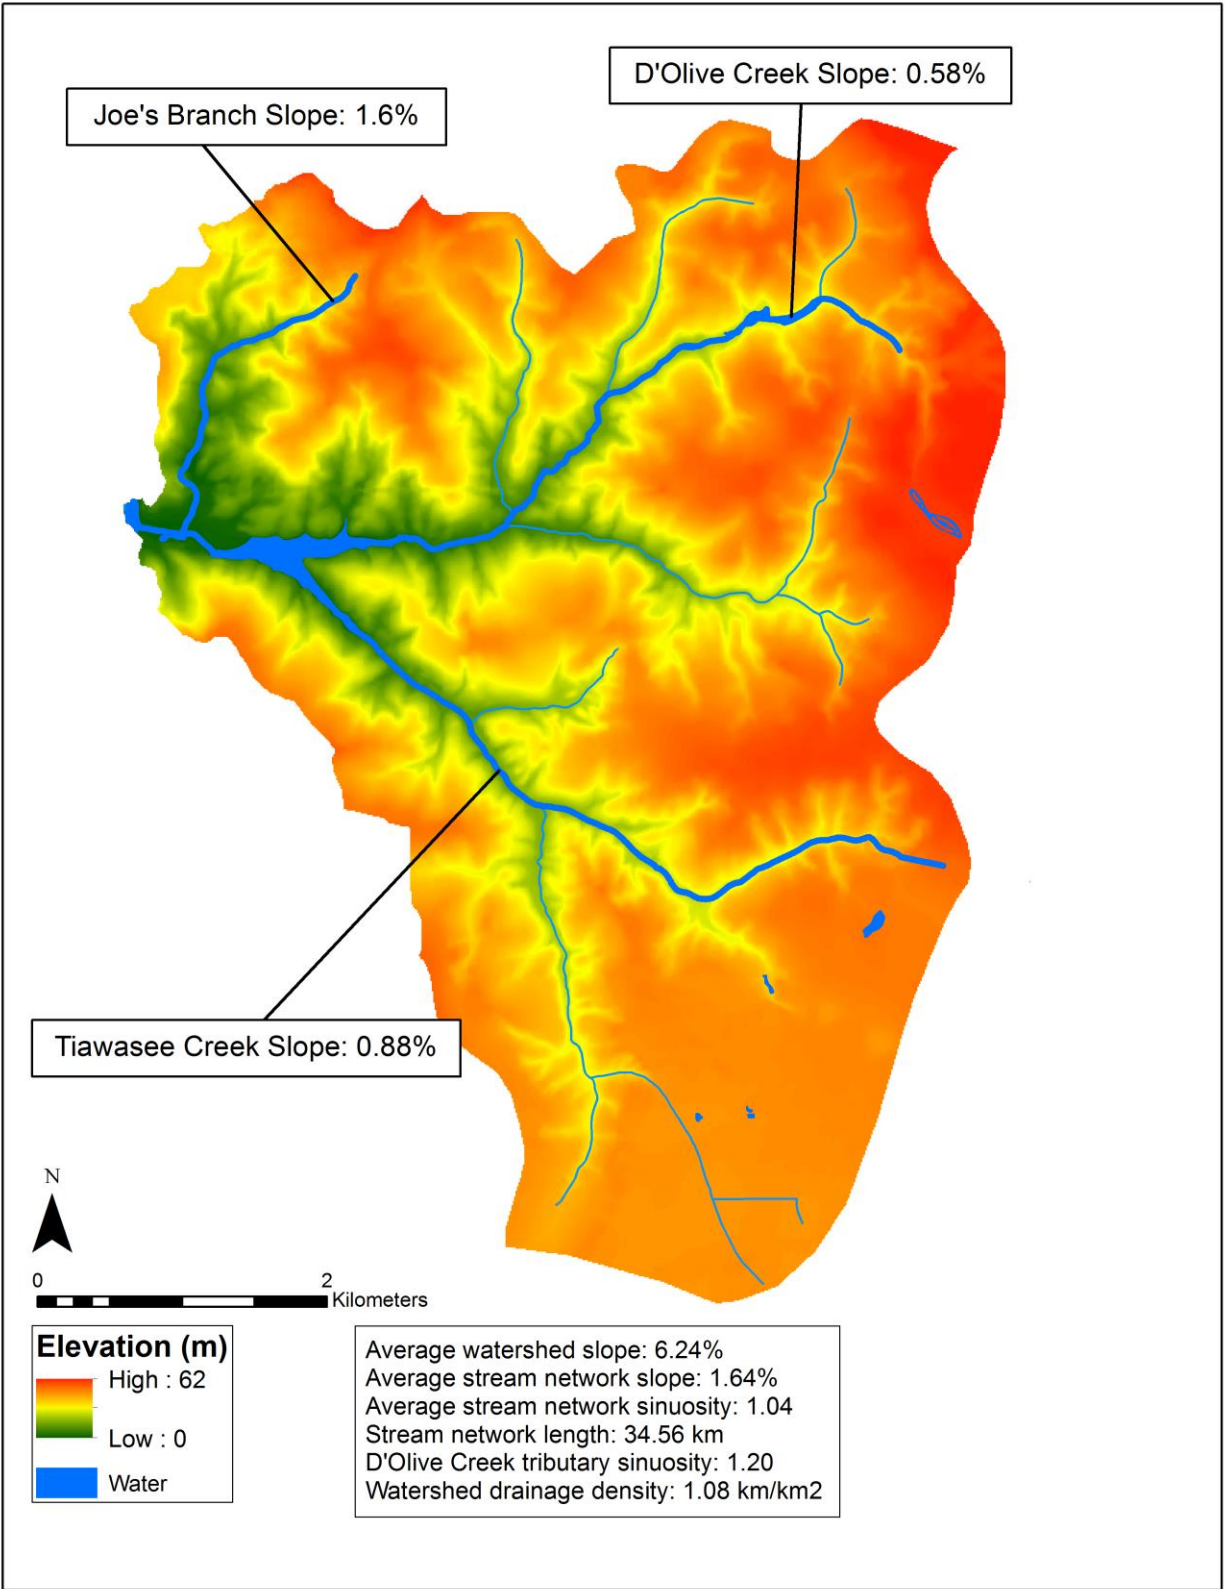 D'Olive Creek Slope: 0.58%
Joe's Branch Slope: 1.6%
Tiawasee Creek Slope: 0.88%
N
0 2
Kilometers
Elevation (m)
High : 62
Low : 0
Water
Average watershed slope: 6.24%
Average stream network slope: 1.64%
Average stream network sinuosity: 1.04
Stream network length: 34.56 km
D'Olive Creek tributary sinuosity: 1.20
Watershed drainage density: 1.08 km/km2